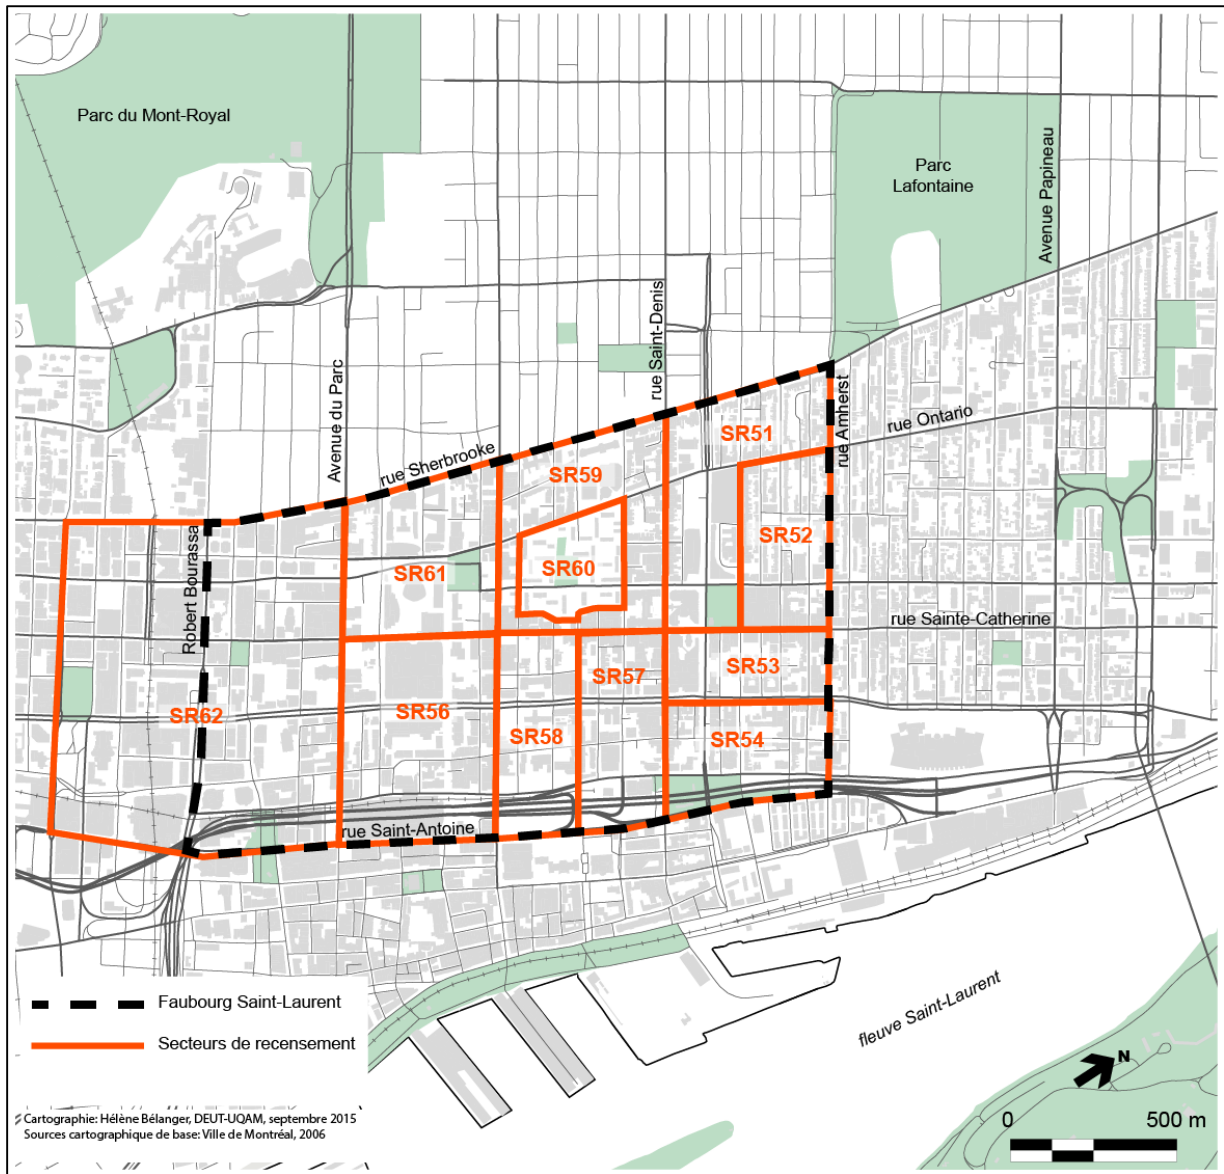 Parc du Mont-Royal
Parc
Lafontaine
Avenue Papineau
rue Saint-Denis
Avenue du Parc
rue Sherbrooke
rue Amherst
rue Ontario
SR51
SR59
SR52
SR60
SR61
Robert Bourassa
rue Sainte-Catherine
SR53
SR57
SR62
SR56
SR58
SR54
rue Saint-Antoine
Faubourg Saint-Laurent
Secteurs de recensement
fleuve Saint-Laurent
N
0 500 m
Cartographie: Hélène Bélanger, DEUT-UQAM, septembre 2015
Sources cartographique de base: Ville de Montréal, 2006